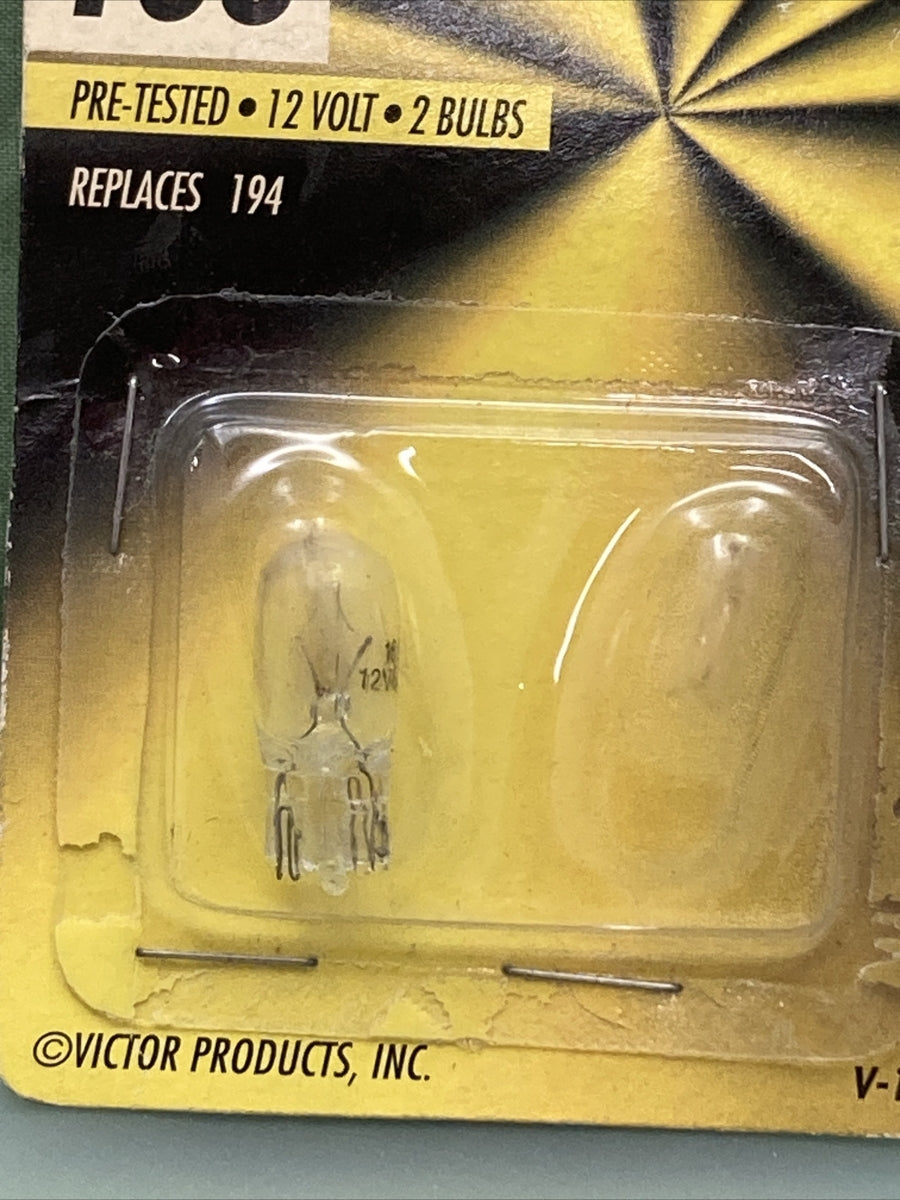 PRE-TESTED • 12 VOLT • 2 BULBS
REPLACES 194
12V
©VICTOR PRODUCTS, INC.